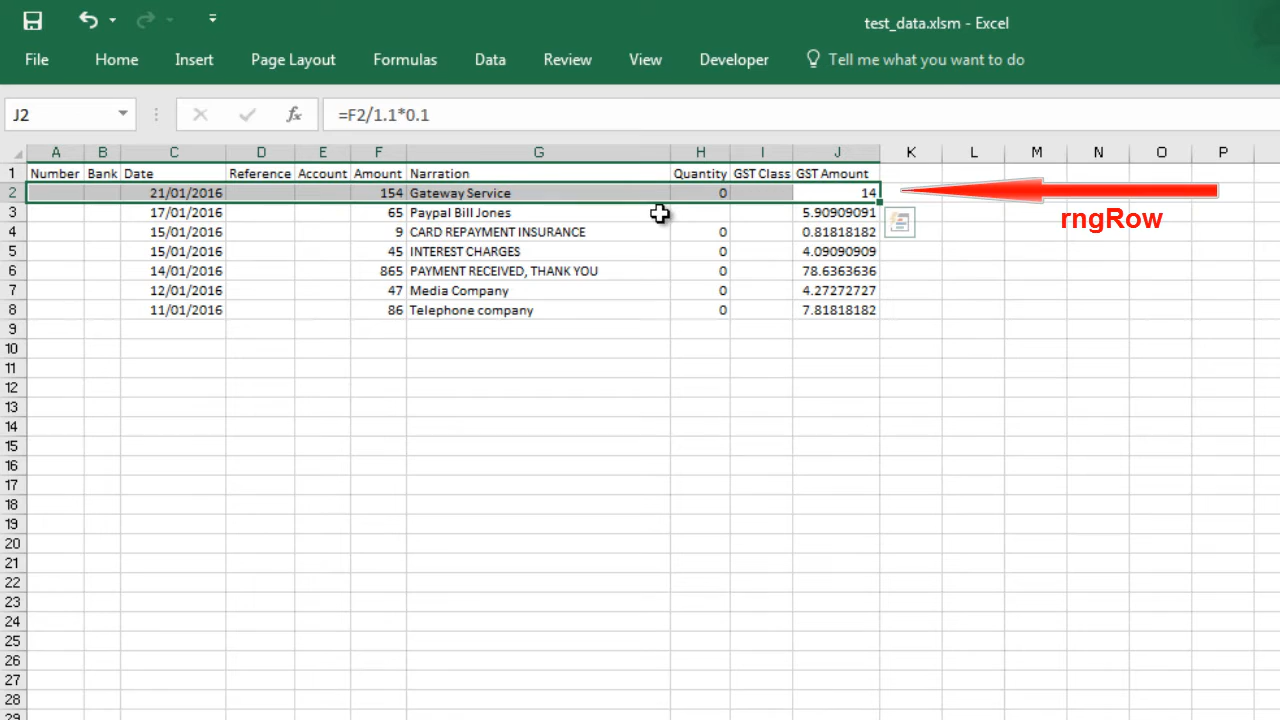 test_data.xlsm - Excel
File Home Insert Page Layout Formulas Data Review View Developer Tell me what you want to do
J2 fx =F2/1.1*0.1
A B C D E F G H I J K L M N O P
1 Number Bank Date Reference Account Amount Narration Quantity GST Class GST Amount
2 21/01/2016 154 Gateway Service 0 14
rngRow
3 17/01/2016 65 Paypal Bill Jones 5.90909091
4 15/01/2016 9 CARD REPAYMENT INSURANCE 0 0.81818182
5 15/01/2016 45 INTEREST CHARGES 0 4.09090909
6 14/01/2016 865 PAYMENT RECEIVED, THANK YOU 0 78.6363636
7 12/01/2016 47 Media Company 0 4.27272727
8 11/01/2016 86 Telephone company 0 7.81818182
9
10
11
12
13
14
15
16
17
18
19
20
21
22
23
24
25
26
27
28
29